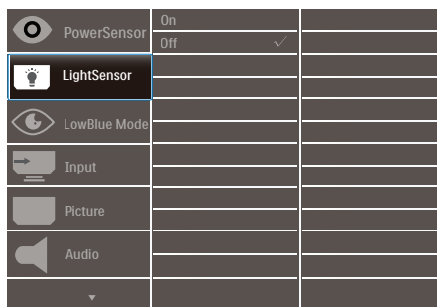 PowerSensor
On
Off ✓
LightSensor
LowBlue Mode
Input
Picture
Audio